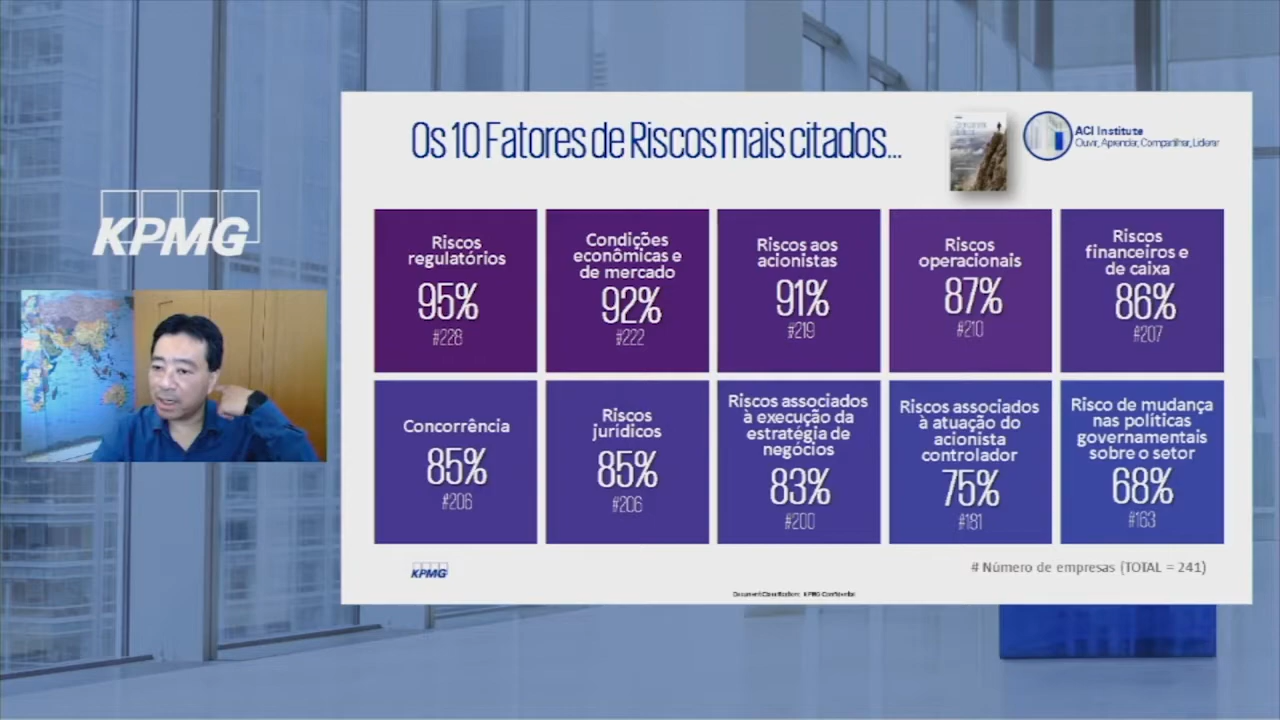 Os 10 Fatores de Riscos mais citados...
ACI Institute
Ouvir, Aprender, Compartilhar, Liderar
KPMG
Riscos
regulatórios
95%
#228
Condições
econômicas e
de mercado
92%
#222
Riscos aos
acionistas
91%
#219
Riscos
operacionais
87%
#210
Riscos
financeiros e
de caixa
86%
#207
Concorrência
85%
#206
Riscos
jurídicos
85%
#206
Riscos associados
à execução da
estratégia de
negócios
83%
#200
Riscos associados
à atuação do
acionista
controlador
75%
#181
Risco de mudança
nas políticas
governamentais
sobre o setor
68%
#163
KPMG
# Número de empresas (TOTAL = 241)
Document Classification: KPMG Confidential